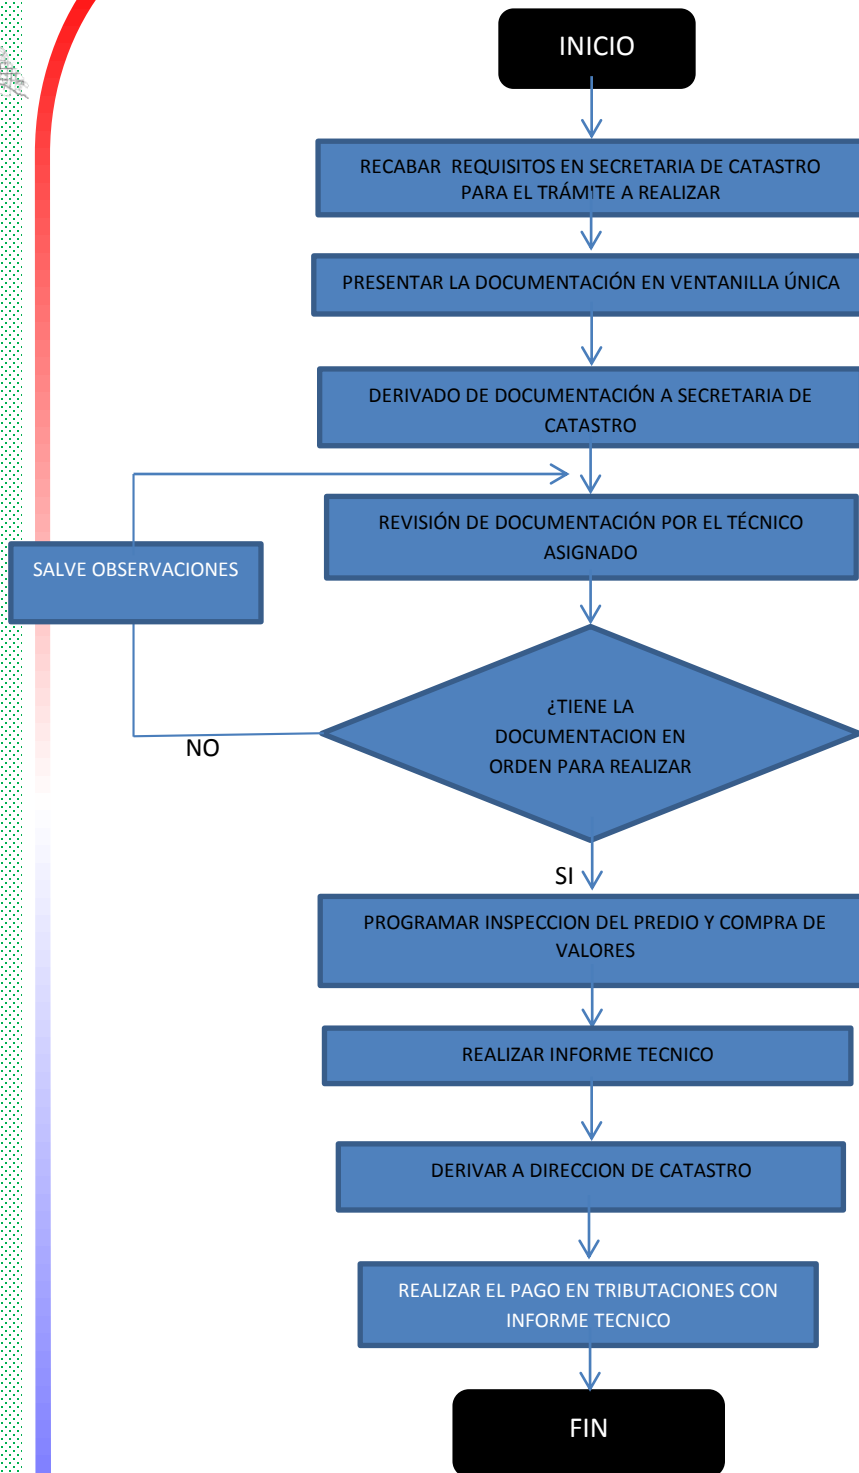 INICIO
RECABAR REQUISITOS EN SECRETARIA DE CATASTRO
PARA EL TRÁMITE A REALIZAR
PRESENTAR LA DOCUMENTACIÓN EN VENTANILLA ÚNICA
DERIVADO DE DOCUMENTACIÓN A SECRETARIA DE
CATASTRO
REVISIÓN DE DOCUMENTACIÓN POR EL TÉCNICO
ASIGNADO
SALVE OBSERVACIONES
¿TIENE LA
DOCUMENTACION EN
ORDEN PARA REALIZAR
NO
SI
PROGRAMAR INSPECCION DEL PREDIO Y COMPRA DE
VALORES
REALIZAR INFORME TECNICO
DERIVAR A DIRECCION DE CATASTRO
REALIZAR EL PAGO EN TRIBUTACIONES CON
INFORME TECNICO
FIN